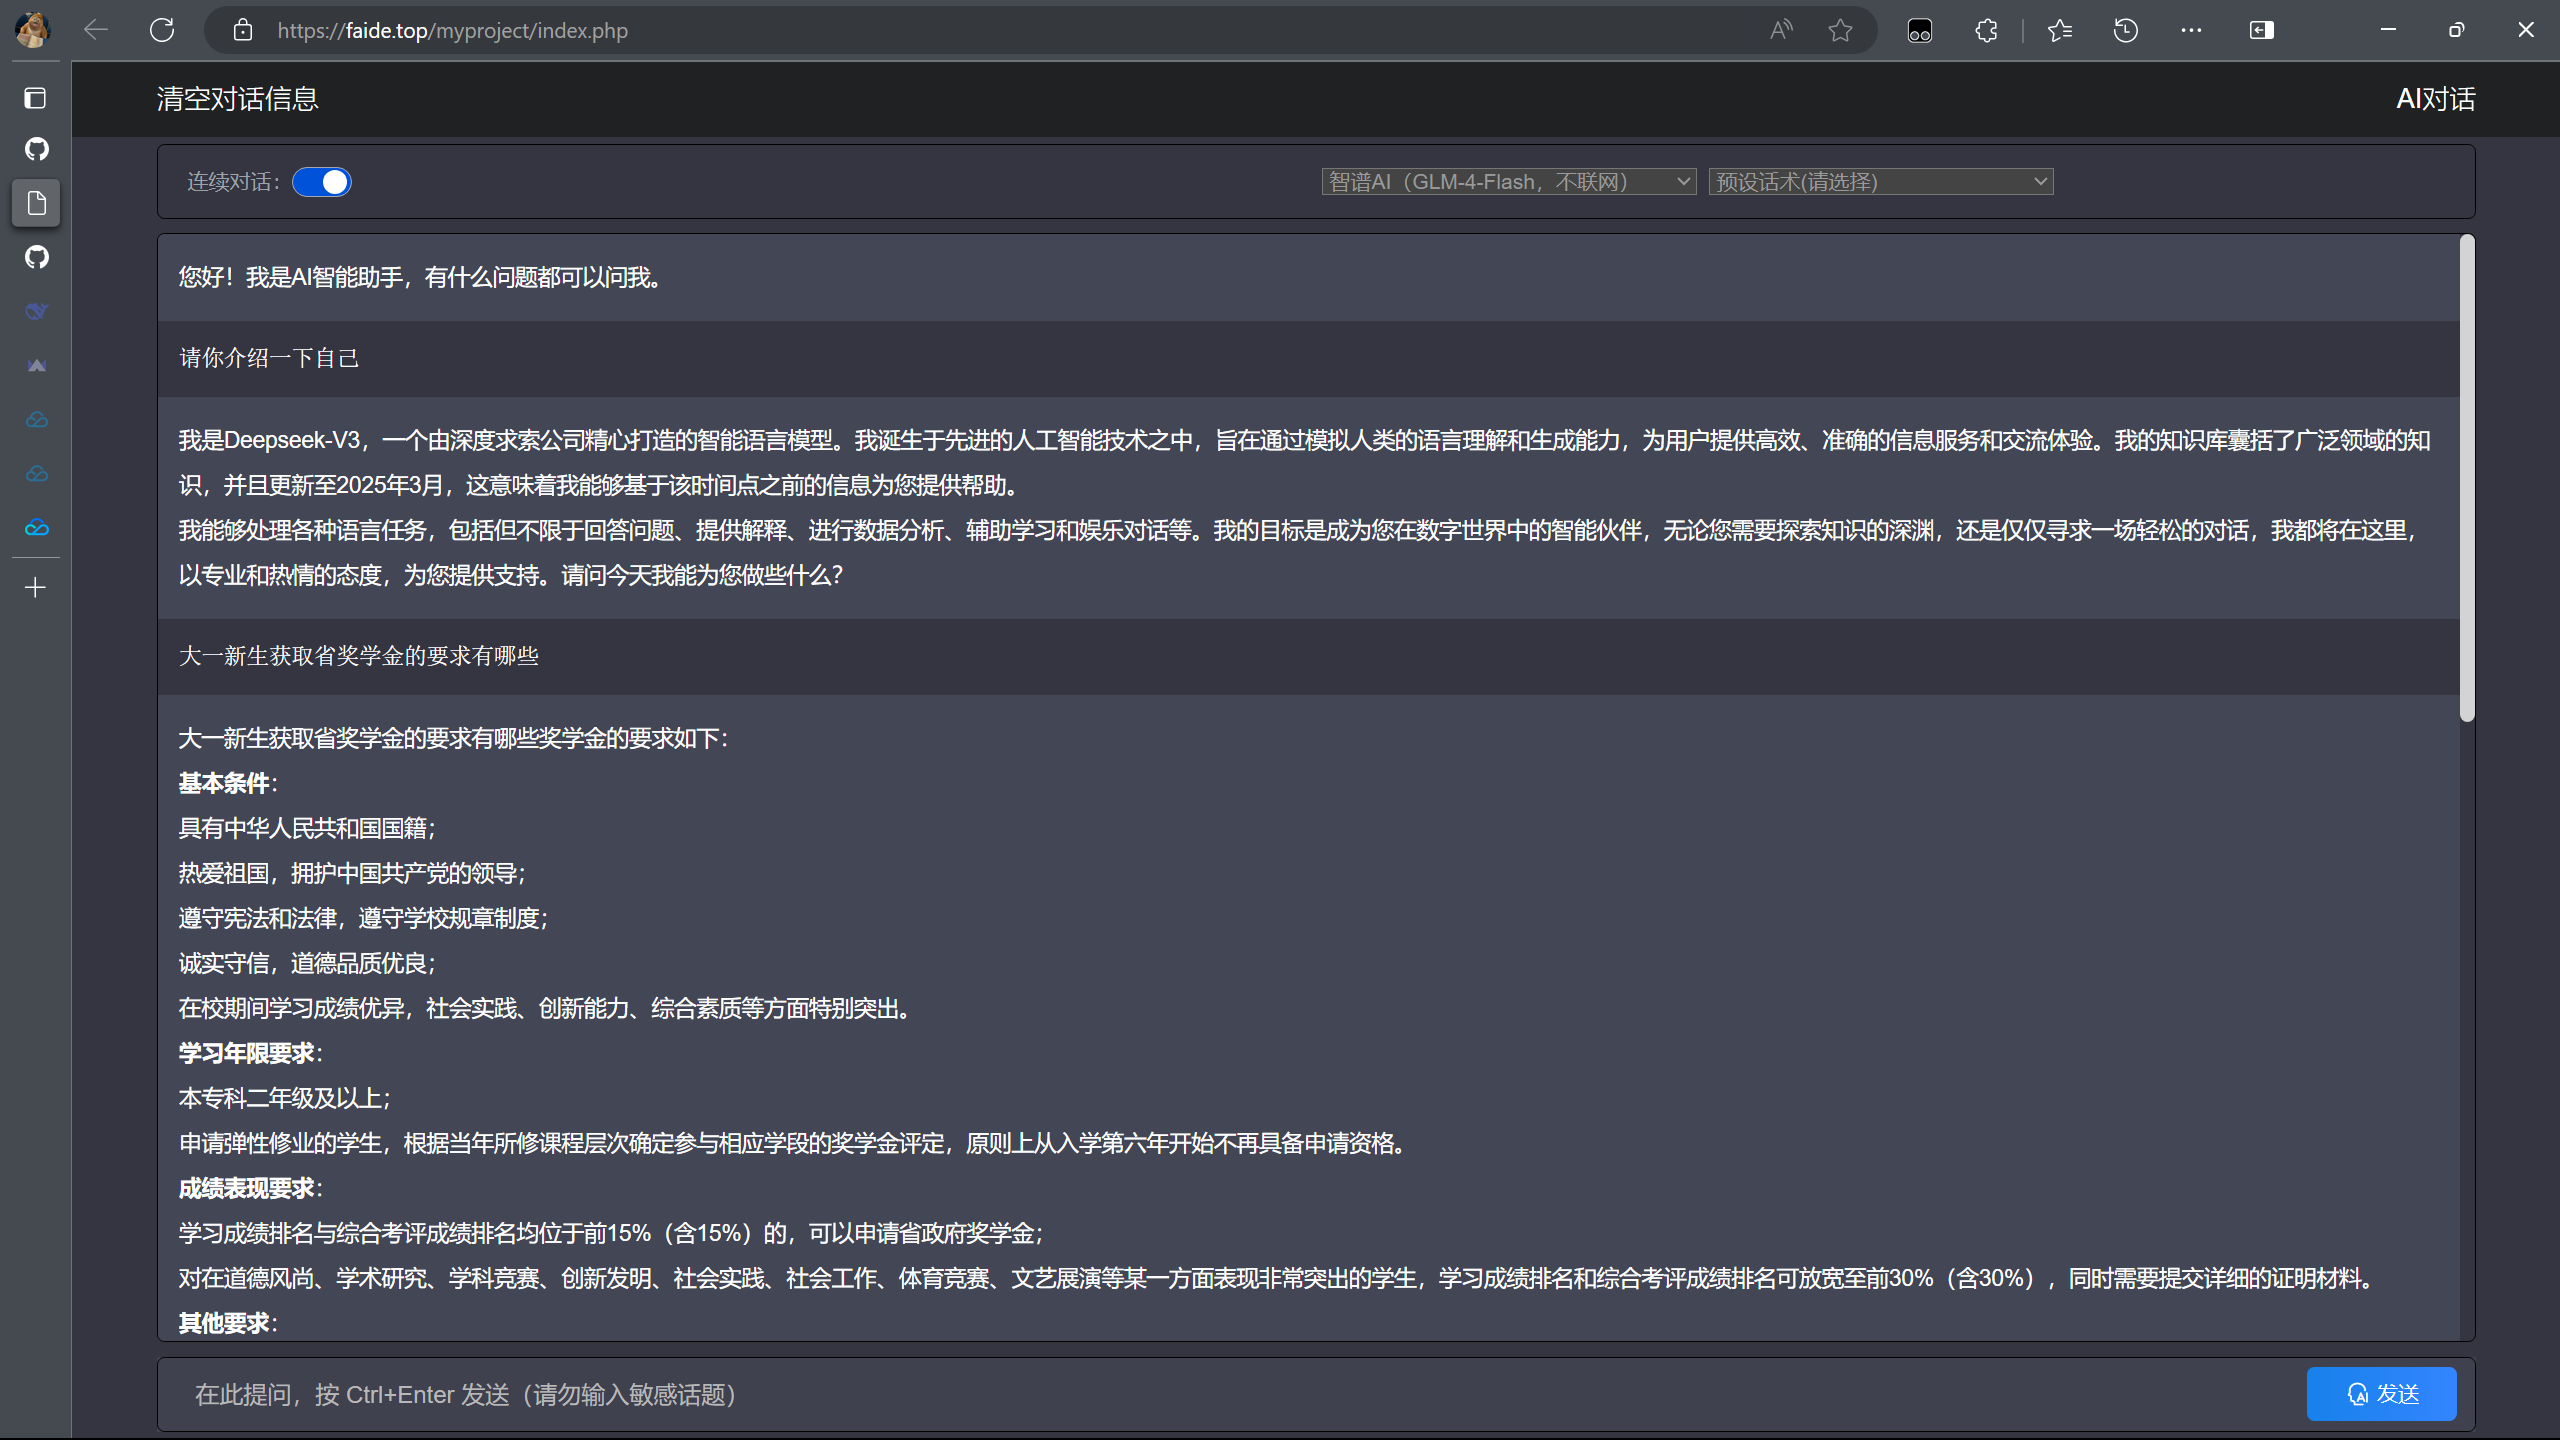 https://faide.top/myproject/index.php
清空对话信息
AI对话
连续对话：
智谱AI（GLM-4-Flash，不联网）
预设话术(请选择)
您好！我是AI智能助手，有什么问题都可以问我。
请你介绍一下自己
我是Deepseek-V3，一个由深度求索公司精心打造的智能语言模型。我诞生于先进的人工智能技术之中，旨在通过模拟人类的语言理解和生成能力，为用户提供高效、准确的信息服务和交流体验。我的知识库囊括了广泛领域的知
识，并且更新至2025年3月，这意味着我能够基于该时间点之前的信息为您提供帮助。
我能够处理各种语言任务，包括但不限于回答问题、提供解释、进行数据分析、辅助学习和娱乐对话等。我的目标是成为您在数字世界中的智能伙伴，无论您需要探索知识的深渊，还是仅仅寻求一场轻松的对话，我都将在这里，
以专业和热情的态度，为您提供支持。请问今天我能为您做些什么？
大一新生获取省奖学金的要求有哪些
大一新生获取省奖学金的要求有哪些奖学金的要求如下：
基本条件：
具有中华人民共和国国籍；
热爱祖国，拥护中国共产党的领导；
遵守宪法和法律，遵守学校规章制度；
诚实守信，道德品质优良；
在校期间学习成绩优异，社会实践、创新能力、综合素质等方面特别突出。
学习年限要求：
本专科二年级及以上；
申请弹性修业的学生，根据当年所修课程层次确定参与相应学段的奖学金评定，原则上从入学第六年开始不再具备申请资格。
成绩表现要求：
学习成绩排名与综合考评成绩排名均位于前15%（含15%）的，可以申请省政府奖学金；
对在道德风尚、学术研究、学科竞赛、创新发明、社会实践、社会工作、体育竞赛、文艺展演等某一方面表现非常突出的学生，学习成绩排名和综合考评成绩排名可放宽至前30%（含30%），同时需要提交详细的证明材料。
其他要求：
在此提问，按 Ctrl+Enter 发送（请勿输入敏感话题）
发送